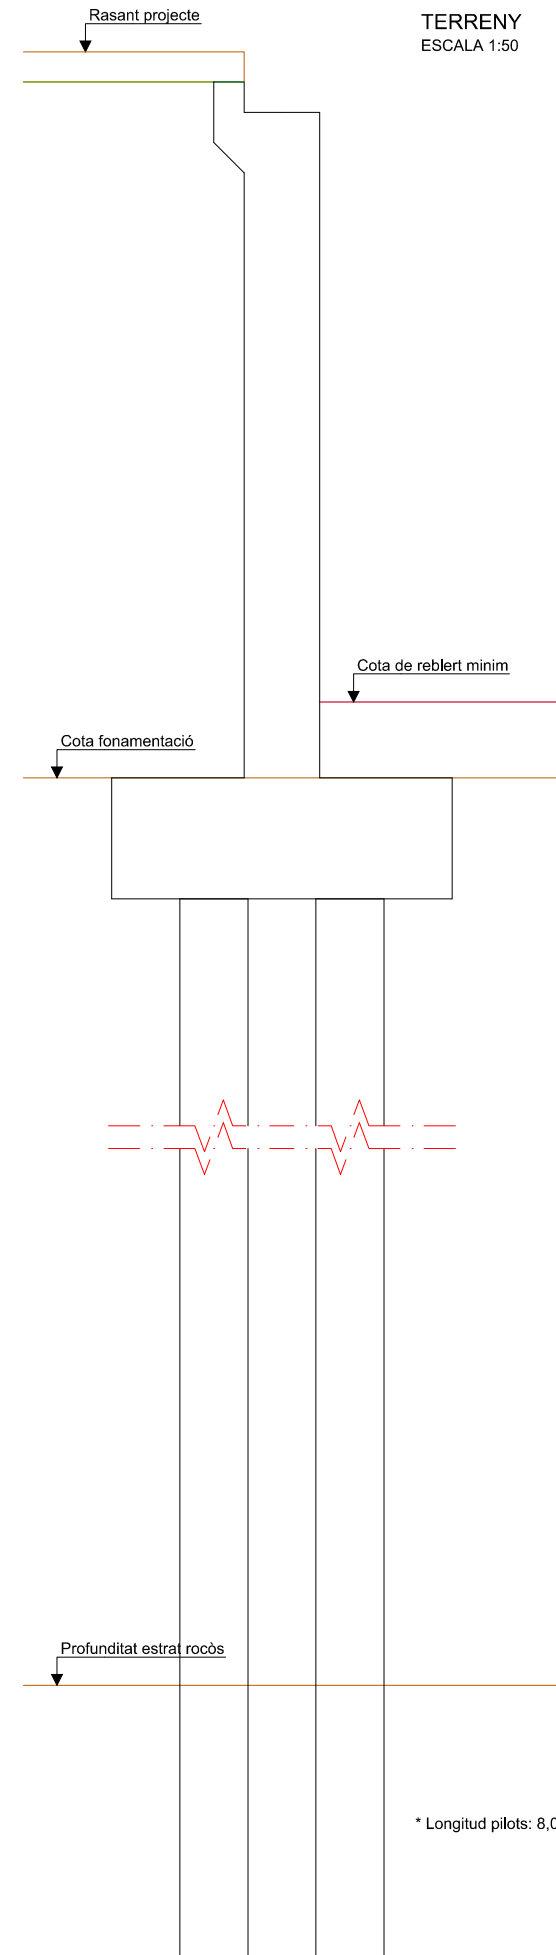 Rasant projecte
TERRENY
ESCALA 1:50
Cota de reblert minim
Cota fonamentació
Profunditat estrat rocòs
* Longitud pilots: 8,0